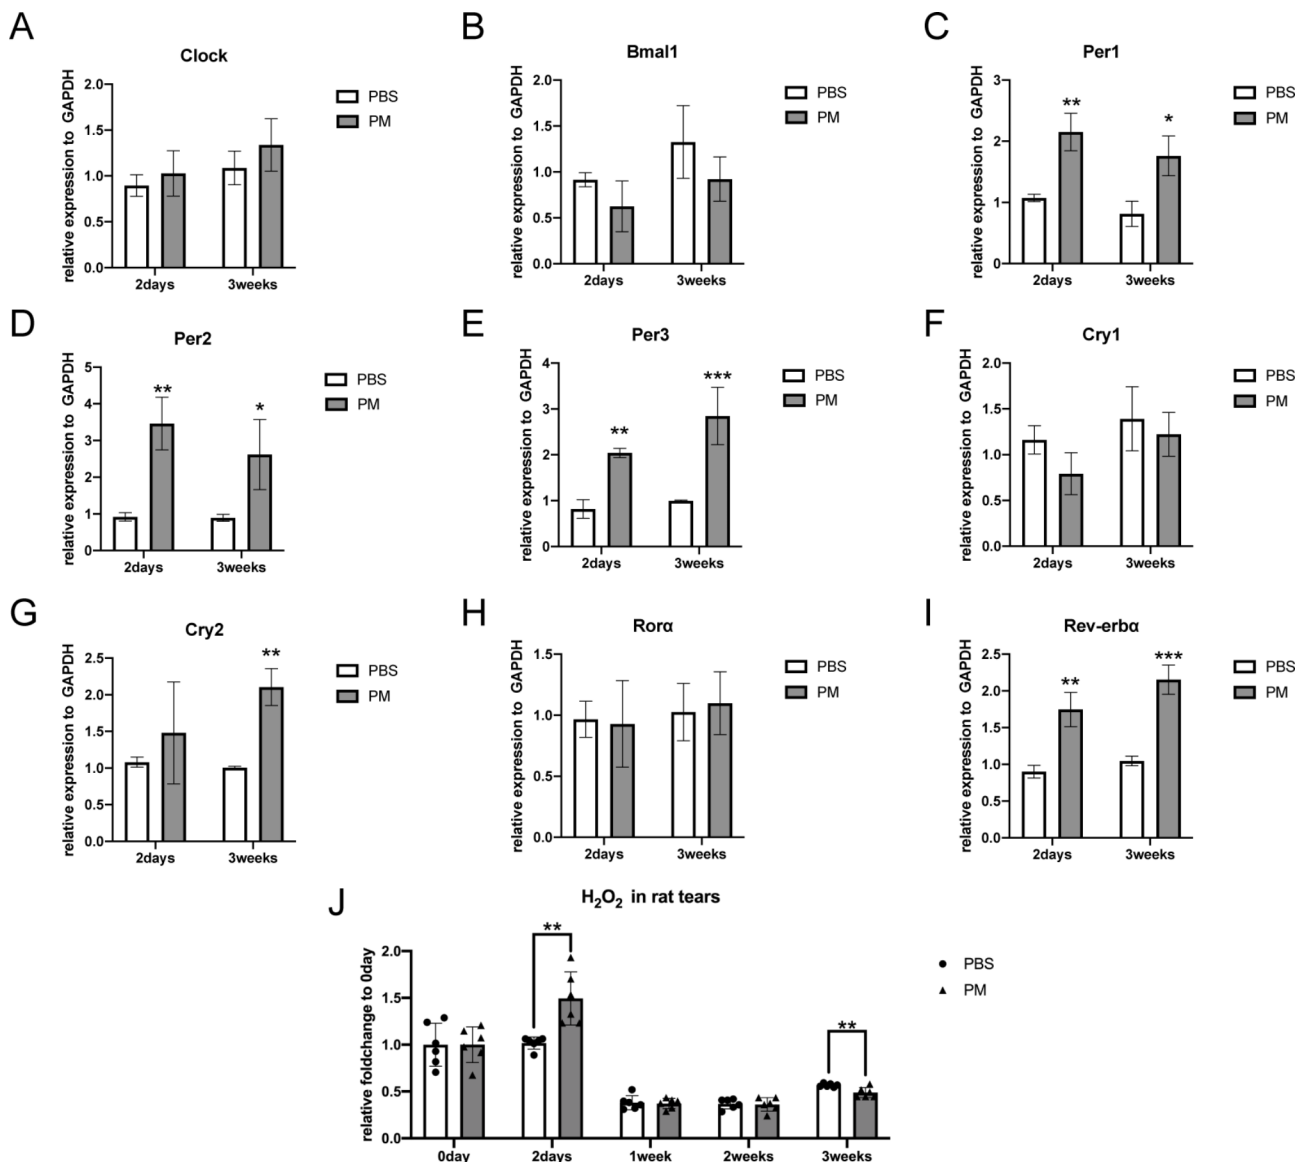 A
Clock
relative expression to GAPDH
2.0
1.5
1.0
0.5
0.0
2days
3weeks
PBS
PM
B
Bmal1
relative expression to GAPDH
2.0
1.5
1.0
0.5
0.0
2days
3weeks
PBS
PM
C
Per1
relative expression to GAPDH
3
2
1
0
**
*
2days
3weeks
PBS
PM
D
Per2
relative expression to GAPDH
5
4
3
2
1
0
**
*
2days
3weeks
PBS
PM
E
Per3
relative expression to GAPDH
4
3
2
1
0
**
***
2days
3weeks
PBS
PM
F
Cry1
relative expression to GAPDH
2.0
1.5
1.0
0.5
0.0
2days
3weeks
PBS
PM
G
Cry2
relative expression to GAPDH
2.5
2.0
1.5
1.0
0.5
0.0
**
2days
3weeks
PBS
PM
H
Rorα
relative expression to GAPDH
1.5
1.0
0.5
0.0
2days
3weeks
PBS
PM
I
Rev-erbα
relative expression to GAPDH
2.5
2.0
1.5
1.0
0.5
0.0
**
***
2days
3weeks
PBS
PM
J
H₂O₂ in rat tears
relative foldchange to 0day
2.0
1.5
1.0
0.5
0.0
**
**
0day
2days
1week
2weeks
3weeks
PBS
PM